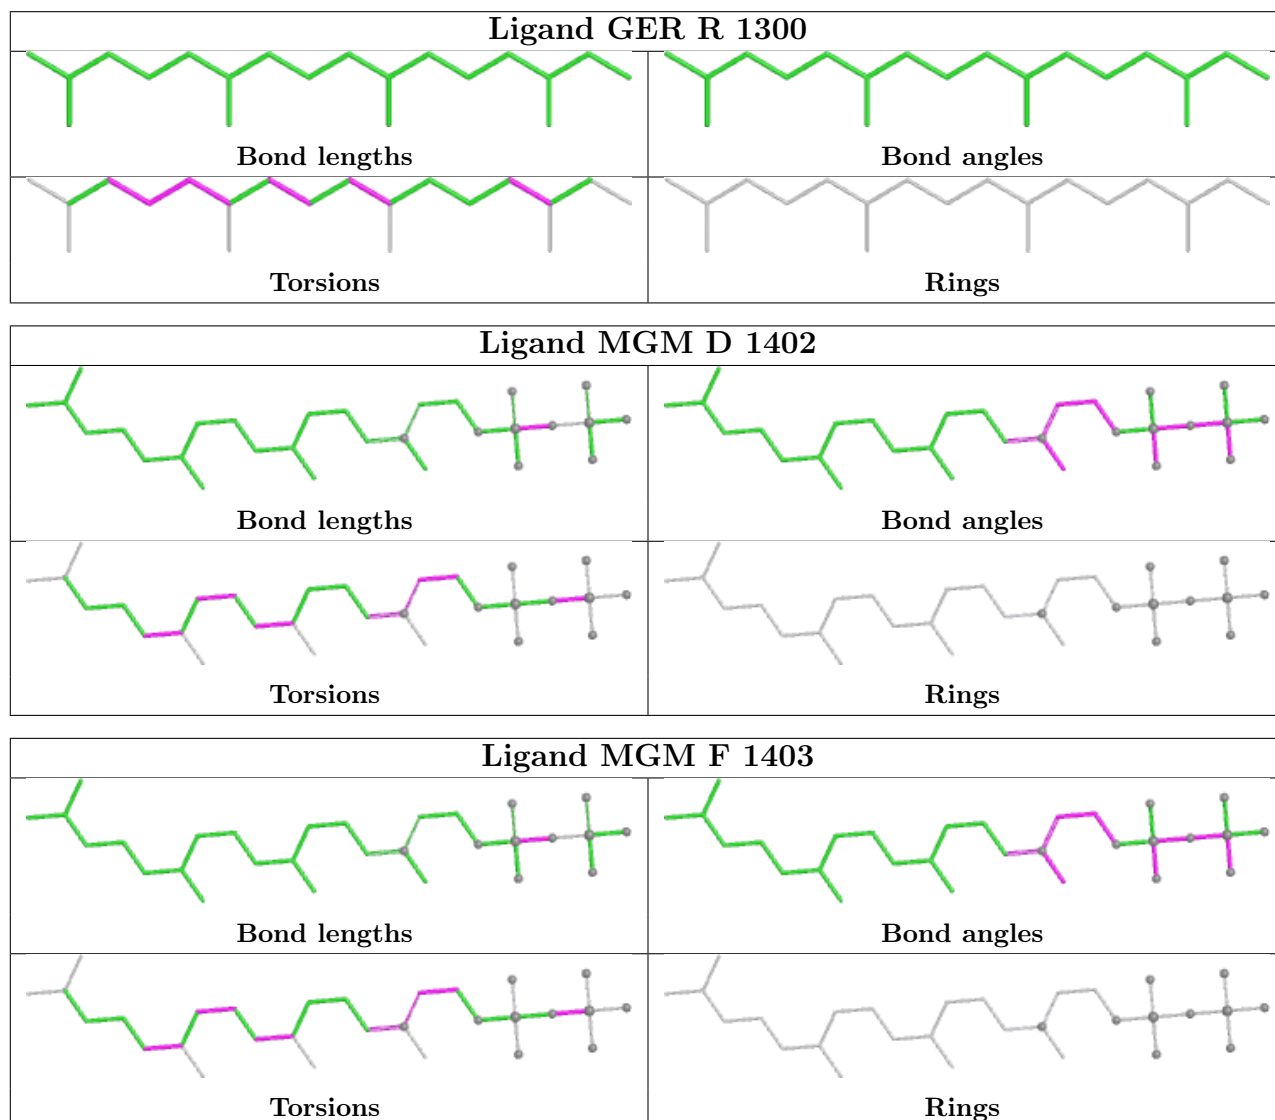 Ligand GER R 1300
Bond lengths
Bond angles
Torsions
Rings
Ligand MGM D 1402
Bond lengths
Bond angles
Torsions
Rings
Ligand MGM F 1403
Bond lengths
Bond angles
Torsions
Rings